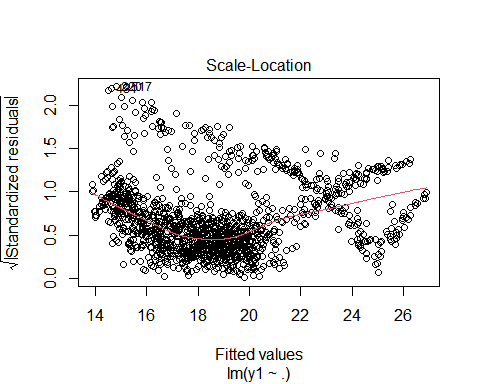 Scale-Location
√|Standardized residuals|
0.0 0.5 1.0 1.5 2.0
14 16 18 20 22 24 26
Fitted values
lm(y1 ~ .)